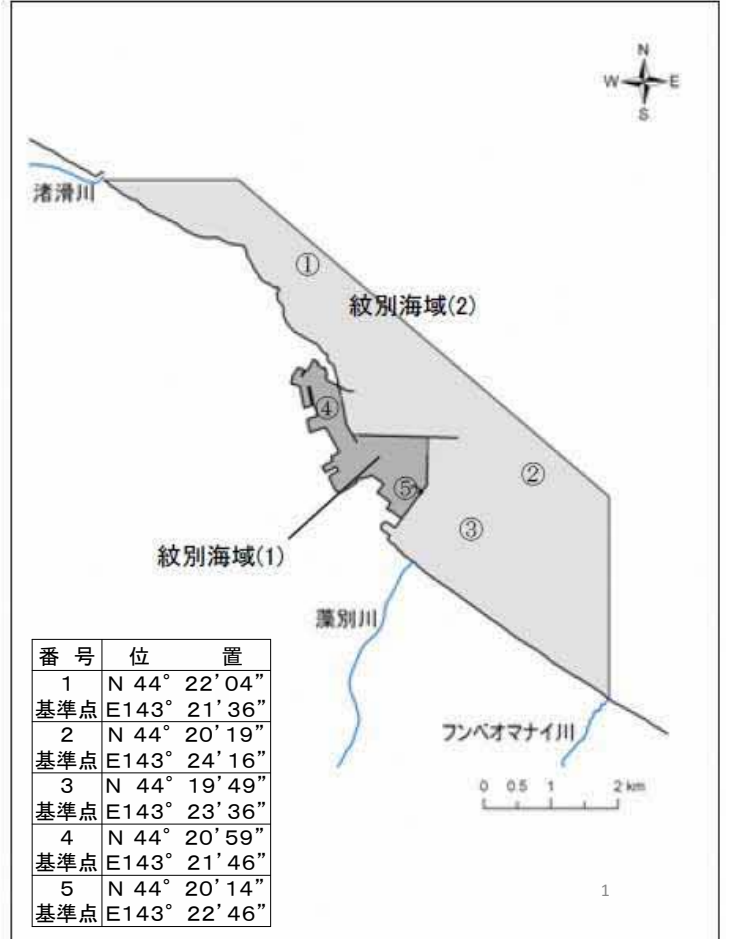 N
W E
S
渚滑川
①
紋別海域(2)
④
②
⑤
③
紋別海域(1)
藻別川
フンベオマナイ川
0 0.5 1 2 km
番 号 位 置
1 N 44° 22’04”
基準点 E143° 21’36”
2 N 44° 20’19”
基準点 E143° 24’16”
3 N 44° 19’49”
基準点 E143° 23’36”
4 N 44° 20’59”
基準点 E143° 21’46”
5 N 44° 20’14”
基準点 E143° 22’46”
1